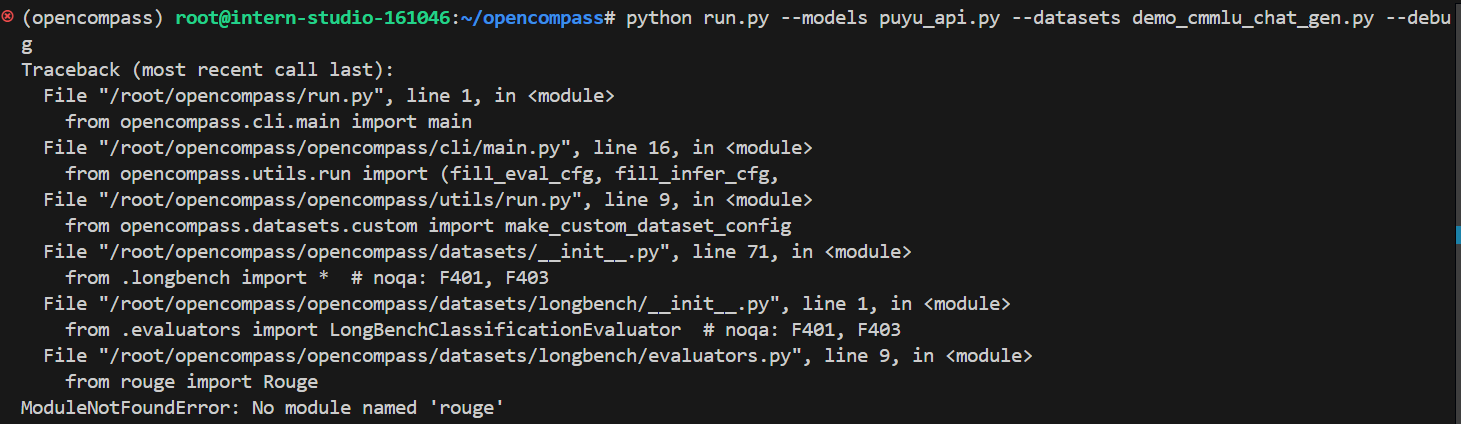 (opencompass) root@intern-studio-161046:~/opencompass# python run.py --models puyu_api.py --datasets demo_cmmlu_chat_gen.py --debu
g
Traceback (most recent call last):
  File "/root/opencompass/run.py", line 1, in <module>
    from opencompass.cli.main import main
  File "/root/opencompass/opencompass/cli/main.py", line 16, in <module>
    from opencompass.utils.run import (fill_eval_cfg, fill_infer_cfg,
  File "/root/opencompass/opencompass/utils/run.py", line 9, in <module>
    from opencompass.datasets.custom import make_custom_dataset_config
  File "/root/opencompass/opencompass/datasets/__init__.py", line 71, in <module>
    from .longbench import *  # noqa: F401, F403
  File "/root/opencompass/opencompass/datasets/longbench/__init__.py", line 1, in <module>
    from .evaluators import LongBenchClassificationEvaluator  # noqa: F401, F403
  File "/root/opencompass/opencompass/datasets/longbench/evaluators.py", line 9, in <module>
    from rouge import Rouge
ModuleNotFoundError: No module named 'rouge'